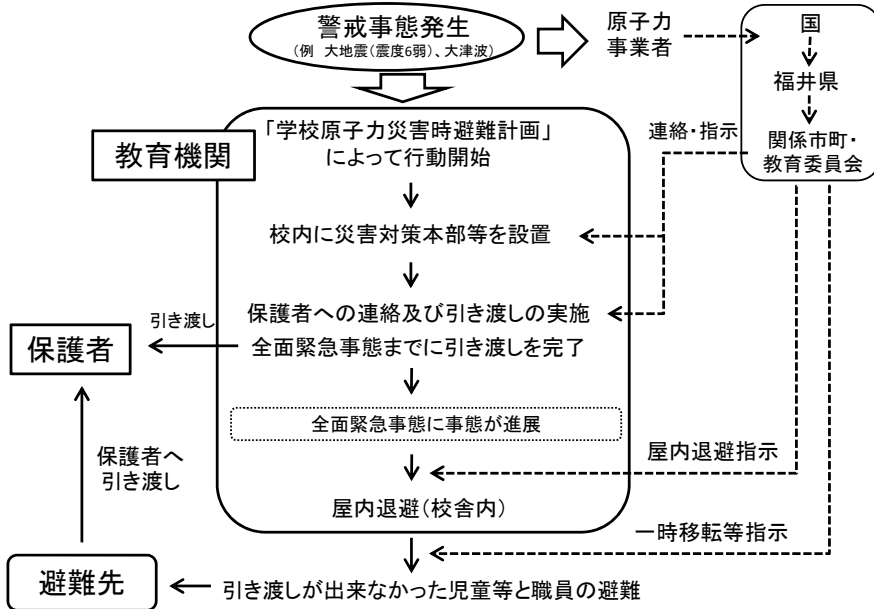 警戒事態発生
(例　大地震(震度6弱)、大津波)
原子力
事業者
国
福井県
関係市町・
教育委員会
連絡・指示
教育機関
「学校原子力災害時避難計画」
によって行動開始
校内に災害対策本部等を設置
保護者への連絡及び引き渡しの実施
全面緊急事態までに引き渡しを完了
引き渡し
保護者
全面緊急事態に事態が進展
屋内退避指示
保護者へ
引き渡し
屋内退避(校舎内)
一時移転等指示
避難先
引き渡しが出来なかった児童等と職員の避難